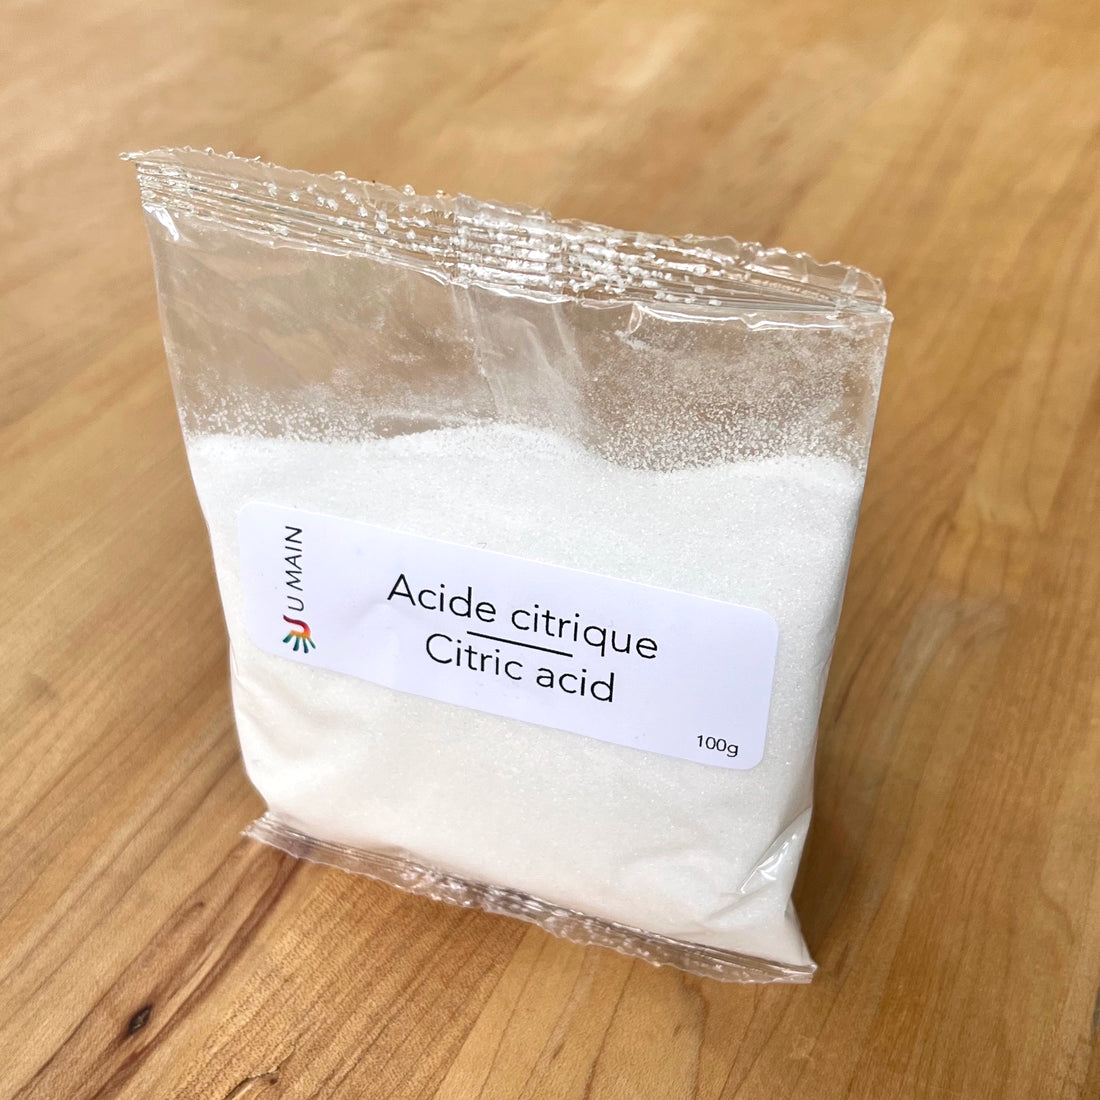 U MAIN
Acide citrique
Citric acid
100g